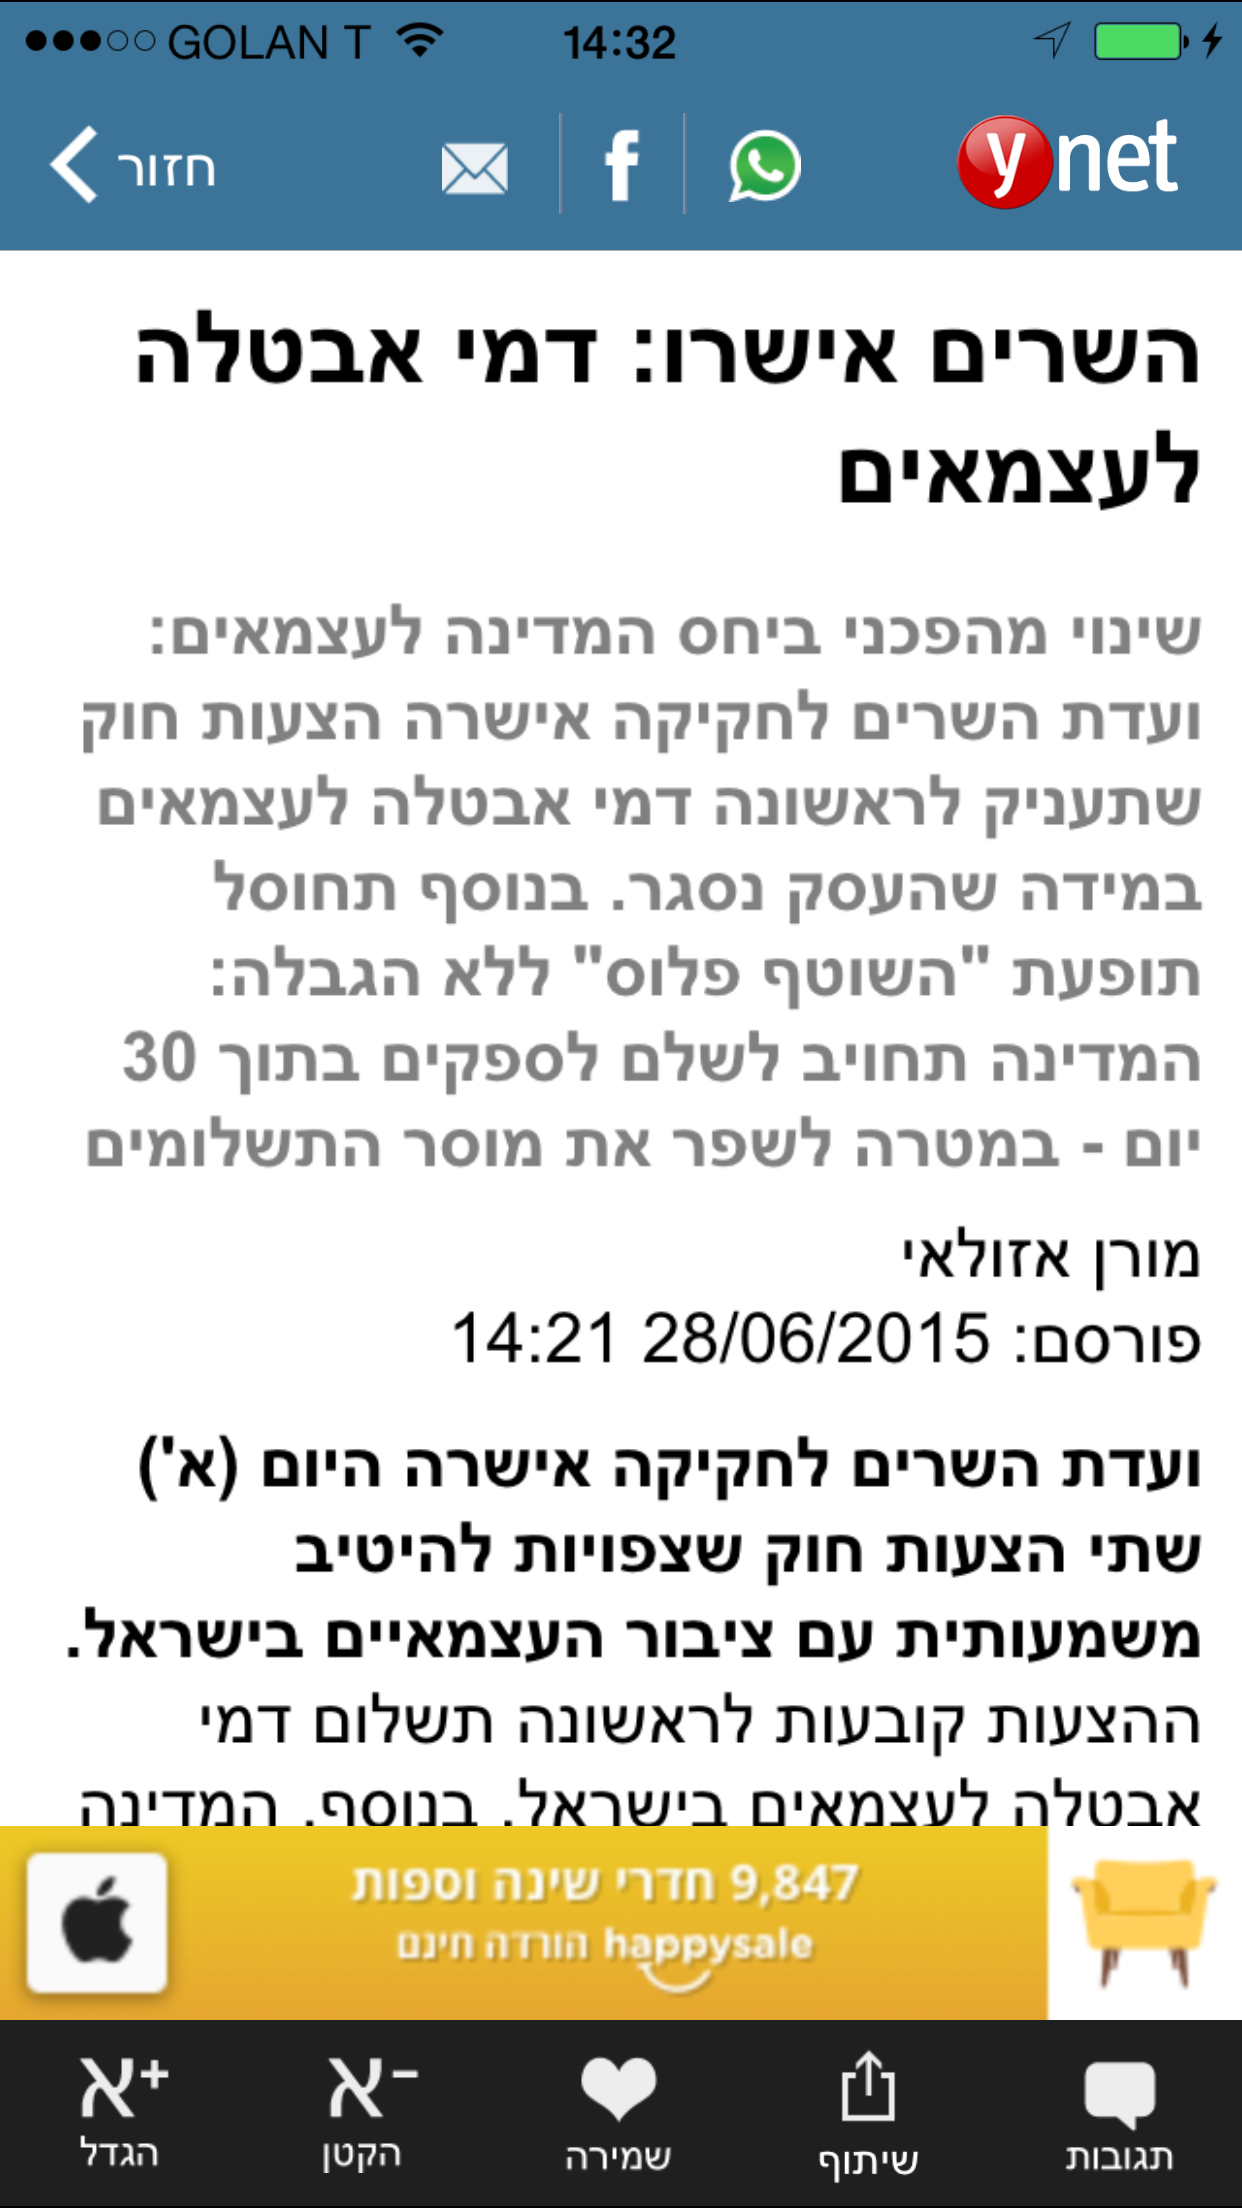 GOLAN T 14:32
חזור
ynet
השרים אישרו: דמי אבטלה
לעצמאים
שינוי מהפכני ביחס המדינה לעצמאים:
ועדת השרים לחקיקה אישרה הצעות חוק
שתעניק לראשונה דמי אבטלה לעצמאים
במידה שהעסק נסגר. בנוסף תחוסל
תופעת "השוטף פלוס" ללא הגבלה:
המדינה תחויב לשלם לספקים בתוך 30
יום - במטרה לשפר את מוסר התשלומים
מורן אזולאי
פורסם: 28/06/2015 14:21
ועדת השרים לחקיקה אישרה היום (א')
שתי הצעות חוק שצפויות להיטיב
משמעותית עם ציבור העצמאיים בישראל.
ההצעות קובעות לראשונה תשלום דמי
אבטלה לעצמאים בישראל. בנוסף, המדינה
9,847 חדרי שינה וספות
happysale הורדה חינם
תגובות
שיתוף
שמירה
א-
הקטן
א+
הגדל